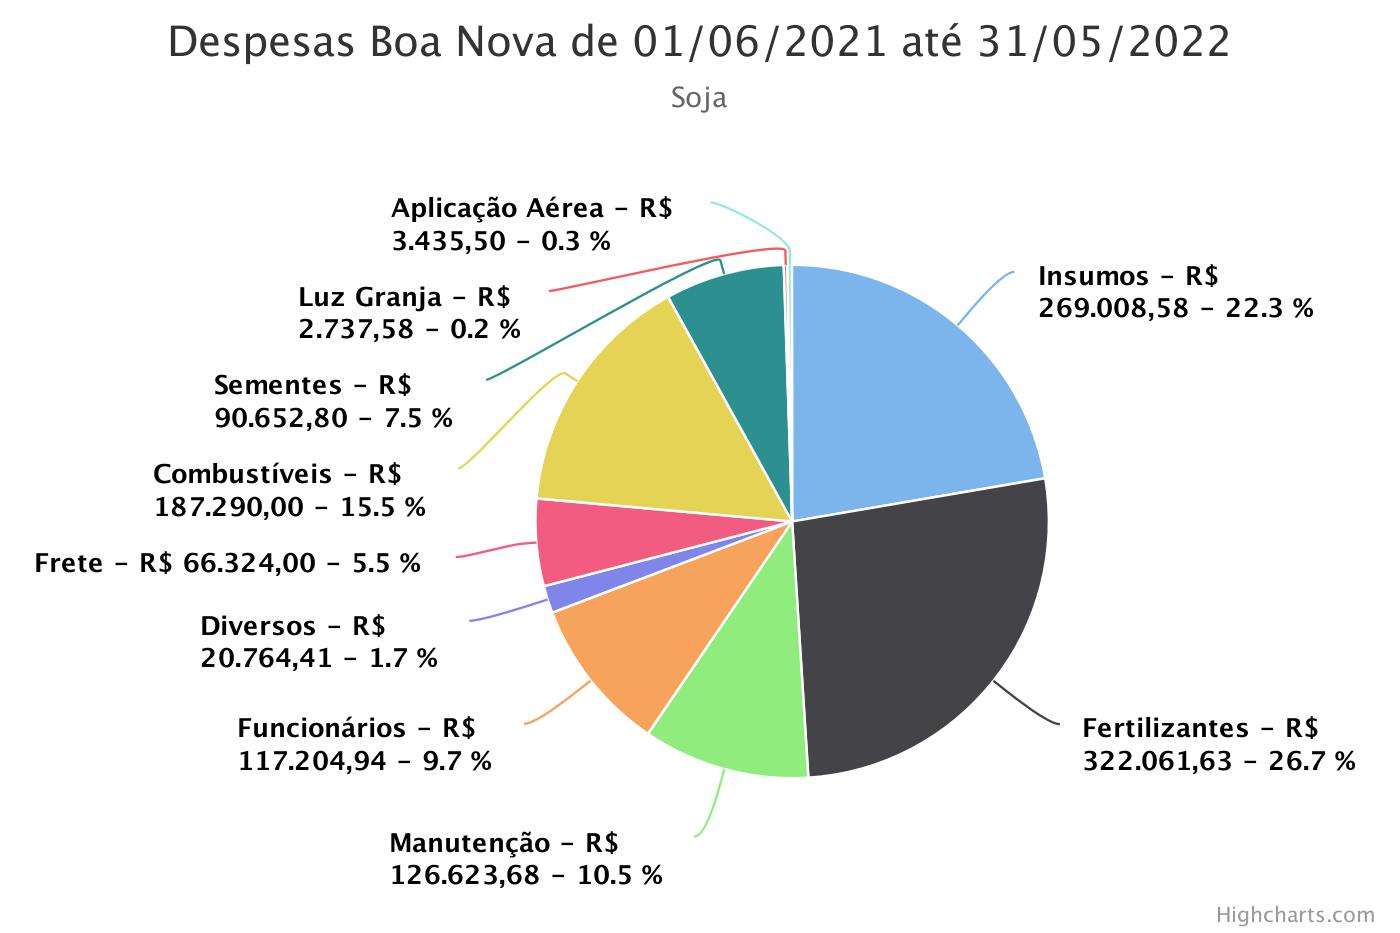 Despesas Boa Nova de 01/06/2021 até 31/05/2022
Soja
Aplicação Aérea – R$
3.435,50 – 0.3 %
Luz Granja – R$
2.737,58 – 0.2 %
Sementes – R$
90.652,80 – 7.5 %
Combustíveis – R$
187.290,00 – 15.5 %
Frete – R$ 66.324,00 – 5.5 %
Diversos – R$
20.764,41 – 1.7 %
Funcionários – R$
117.204,94 – 9.7 %
Manutenção – R$
126.623,68 – 10.5 %
Insumos – R$
269.008,58 – 22.3 %
Fertilizantes – R$
322.061,63 – 26.7 %
Highcharts.com